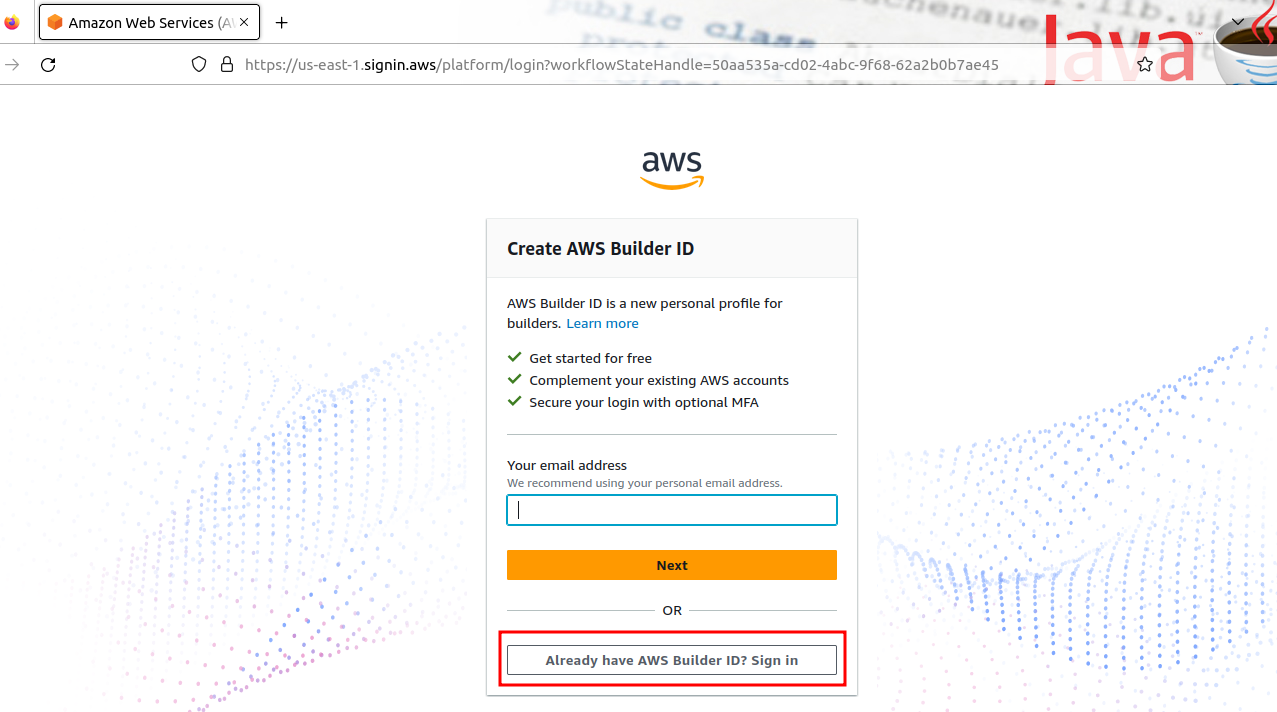 Amazon Web Services (A
public class
Java
https://us-east-1.signin.aws/platform/login?workflowStateHandle=50aa535a-cd02-4abc-9f68-62a2b0b7ae45
aws
Create AWS Builder ID
AWS Builder ID is a new personal profile for
builders. Learn more
Get started for free
Complement your existing AWS accounts
Secure your login with optional MFA
Your email address
We recommend using your personal email address.
Next
OR
Already have AWS Builder ID? Sign in